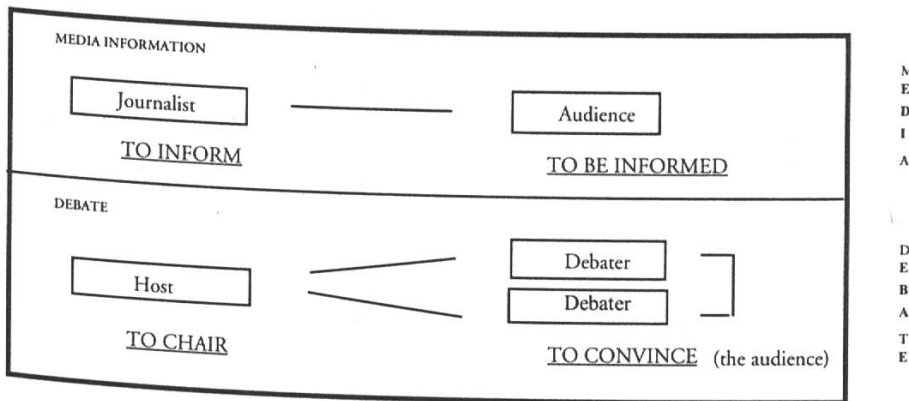 MEDIA INFORMATION
Journalist
Audience
TO INFORM
TO BE INFORMED
DEBATE
Host
Debater
Debater
TO CHAIR
TO CONVINCE (the audience)
M
E
D
I
A
D
E
B
A
T
E